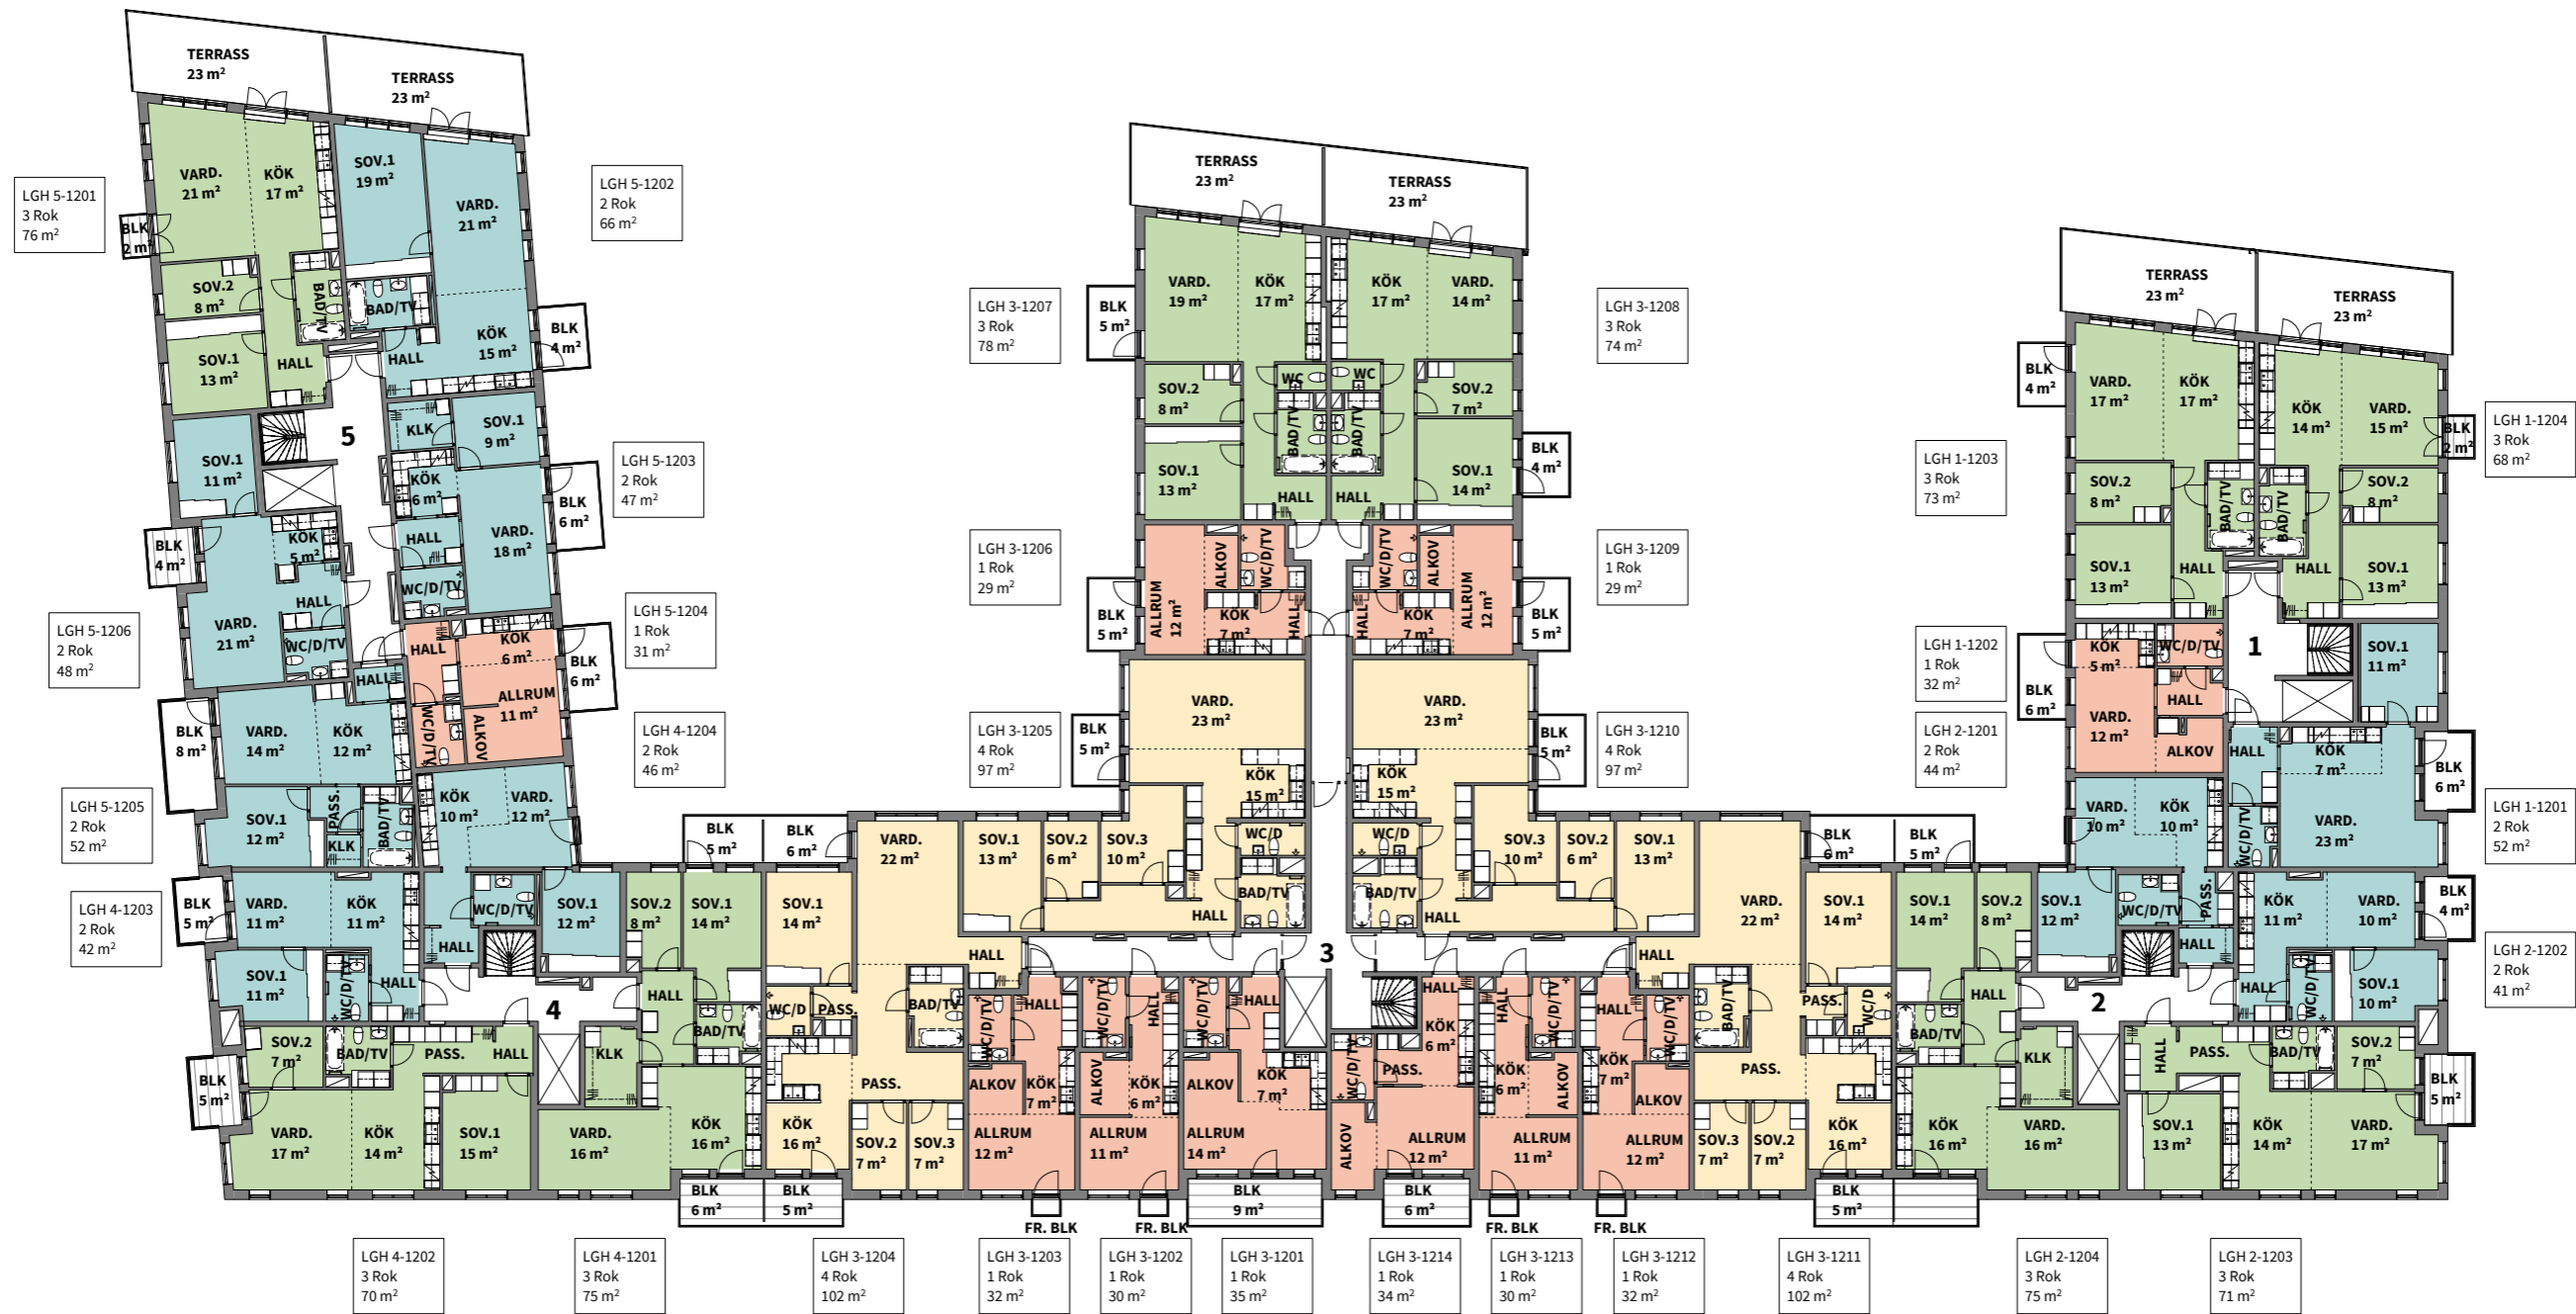 TERRASS
23 m²
TERRASS
23 m²
VARD.
21 m²
KÖK
17 m²
SOV.1
19 m²
VARD.
21 m²
LGH 5-1201
3 Rok
76 m²
LGH 5-1202
2 Rok
66 m²
BLK
2 m²
SOV.2
8 m²
BAD/TV
BAD/TV
SOV.1
13 m²
HALL
HALL
KÖK
15 m²
BLK
4 m²
5
KLK
SOV.1
9 m²
SOV.1
11 m²
KÖK
6 m²
VARD.
18 m²
BLK
6 m²
LGH 5-1203
2 Rok
47 m²
HALL
WC/D/TV
BLK
4 m²
KÖK
5 m²
HALL
VARD.
21 m²
WC/D/TV
LGH 5-1206
2 Rok
48 m²
LGH 5-1204
1 Rok
31 m²
HALL
KÖK
6 m²
BLK
6 m²
ALLRUM
11 m²
ALKOV
WC/D/TV
HALL
BLK
8 m²
VARD.
14 m²
KÖK
12 m²
LGH 4-1204
2 Rok
46 m²
LGH 5-1205
2 Rok
52 m²
SOV.1
12 m²
PASS.
KLK
BAD/TV
KÖK
10 m²
VARD.
12 m²
LGH 4-1203
2 Rok
42 m²
BLK
5 m²
VARD.
11 m²
KÖK
11 m²
WC/D/TV
SOV.1
12 m²
HALL
SOV.1
11 m²
WC/D/TV
HALL
4
BLK
5 m²
SOV.2
7 m²
BAD/TV
PASS.
HALL
VARD.
17 m²
KÖK
14 m²
SOV.1
15 m²
KLK
BLK
5 m²
BLK
6 m²
SOV.2
8 m²
SOV.1
14 m²
HALL
BAD/TV
VARD.
16 m²
KÖK
16 m²
BLK
6 m²
BLK
5 m²
VARD.
22 m²
SOV.1
14 m²
HALL
WC/D
PASS.
BAD/TV
PASS.
KÖK
16 m²
SOV.2
7 m²
SOV.3
7 m²
TERRASS
23 m²
TERRASS
23 m²
VARD.
19 m²
KÖK
17 m²
KÖK
17 m²
VARD.
14 m²
LGH 3-1207
3 Rok
78 m²
LGH 3-1208
3 Rok
74 m²
BLK
5 m²
WC
WC
SOV.2
8 m²
SOV.2
7 m²
BAD/TV
BAD/TV
SOV.1
13 m²
SOV.1
14 m²
BLK
4 m²
HALL
HALL
LGH 3-1206
1 Rok
29 m²
LGH 3-1209
1 Rok
29 m²
ALLRUM
12 m²
ALKOV
WC/D/TV
KÖK
7 m²
HALL
BLK
5 m²
HALL
WC/D/TV
ALKOV
KÖK
7 m²
ALLRUM
12 m²
BLK
5 m²
LGH 3-1205
4 Rok
97 m²
LGH 3-1210
4 Rok
97 m²
BLK
5 m²
VARD.
23 m²
VARD.
23 m²
BLK
5 m²
KÖK
15 m²
KÖK
15 m²
SOV.1
13 m²
SOV.2
6 m²
SOV.3
10 m²
WC/D
BAD/TV
HALL
WC/D
BAD/TV
HALL
SOV.3
10 m²
SOV.2
6 m²
SOV.1
13 m²
3
WC/D/TV
HALL
ALKOV
KÖK
7 m²
ALLRUM
12 m²
FR. BLK
WC/D/TV
HALL
ALKOV
KÖK
6 m²
ALLRUM
11 m²
FR. BLK
WC/D/TV
HALL
ALKOV
KÖK
7 m²
ALLRUM
14 m²
BLK
9 m²
HALL
KÖK
6 m²
WC/D/TV
PASS.
ALKOV
ALLRUM
12 m²
BLK
6 m²
HALL
WC/D/TV
KÖK
6 m²
ALKOV
ALLRUM
11 m²
FR. BLK
HALL
WC/D/TV
KÖK
7 m²
ALKOV
ALLRUM
12 m²
FR. BLK
VARD.
22 m²
SOV.1
14 m²
BLK
6 m²
BLK
5 m²
HALL
BAD/TV
PASS.
WC/D
PASS.
KÖK
16 m²
SOV.3
7 m²
SOV.2
7 m²
BLK
5 m²
SOV.1
14 m²
SOV.2
8 m²
HALL
BAD/TV
KLK
KÖK
16 m²
VARD.
16 m²
TERRASS
23 m²
TERRASS
23 m²
BLK
4 m²
VARD.
17 m²
KÖK
17 m²
KÖK
14 m²
VARD.
15 m²
BLK
2 m²
LGH 1-1204
3 Rok
68 m²
LGH 1-1203
3 Rok
73 m²
SOV.2
8 m²
BAD/TV
BAD/TV
SOV.2
8 m²
SOV.1
13 m²
HALL
HALL
SOV.1
13 m²
LGH 1-1202
1 Rok
32 m²
BLK
6 m²
KÖK
5 m²
WC/D/TV
HALL
VARD.
12 m²
ALKOV
1
SOV.1
11 m²
LGH 2-1201
2 Rok
44 m²
HALL
KÖK
7 m²
VARD.
23 m²
WC/D/TV
BLK
6 m²
LGH 1-1201
2 Rok
52 m²
VARD.
10 m²
KÖK
10 m²
SOV.1
12 m²
WC/D/TV
PASS.
HALL
KÖK
11 m²
VARD.
10 m²
BLK
4 m²
LGH 2-1202
2 Rok
41 m²
HALL
WC/D/TV
SOV.1
10 m²
2
HALL
PASS.
BAD/TV
SOV.2
7 m²
BLK
5 m²
SOV.1
13 m²
KÖK
14 m²
VARD.
17 m²
LGH 4-1202
3 Rok
70 m²
LGH 4-1201
3 Rok
75 m²
LGH 3-1204
4 Rok
102 m²
LGH 3-1203
1 Rok
32 m²
LGH 3-1202
1 Rok
30 m²
LGH 3-1201
1 Rok
35 m²
LGH 3-1214
1 Rok
34 m²
LGH 3-1213
1 Rok
30 m²
LGH 3-1212
1 Rok
32 m²
LGH 3-1211
4 Rok
102 m²
LGH 2-1204
3 Rok
75 m²
LGH 2-1203
3 Rok
71 m²